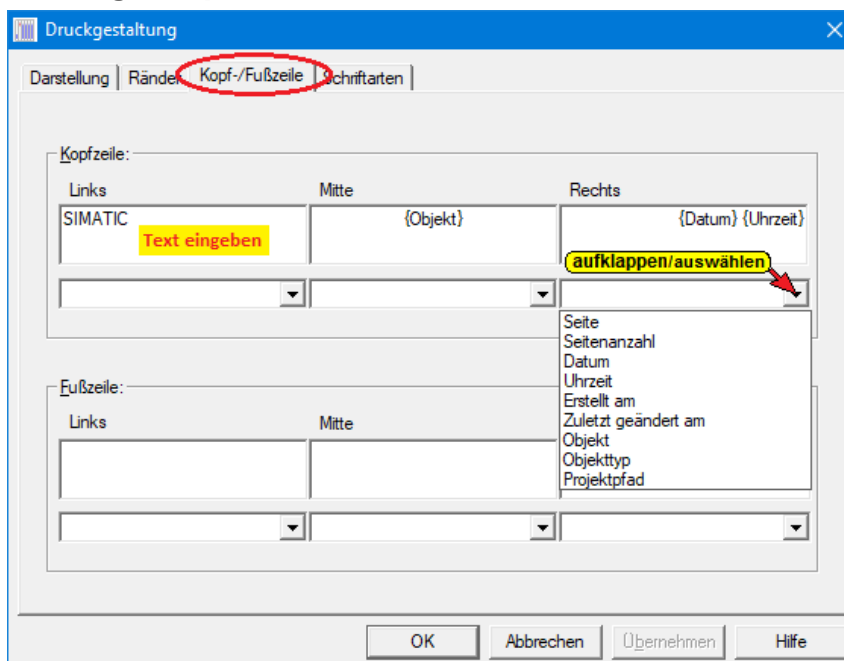 Druckgestaltung
Darstellung Ränder Kopf-/Fußzeile Schriftarten
Kopfzeile:
Links Mitte Rechts
SIMATIC {Objekt} {Datum} {Uhrzeit}
Text eingeben
aufklappen/auswählen
Seite
Seitenanzahl
Datum
Uhrzeit
Erstellt am
Zuletzt geändert am
Objekt
Objekttyp
Projektpfad
Fußzeile:
Links Mitte
OK Abbrechen Übernehmen Hilfe